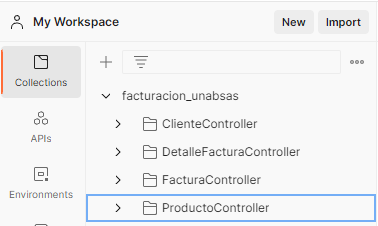 My Workspace
New
Import
Collections
APIs
Environments
facturacion_unabsas
ClienteController
DetalleFacturaController
FacturaController
ProductoController